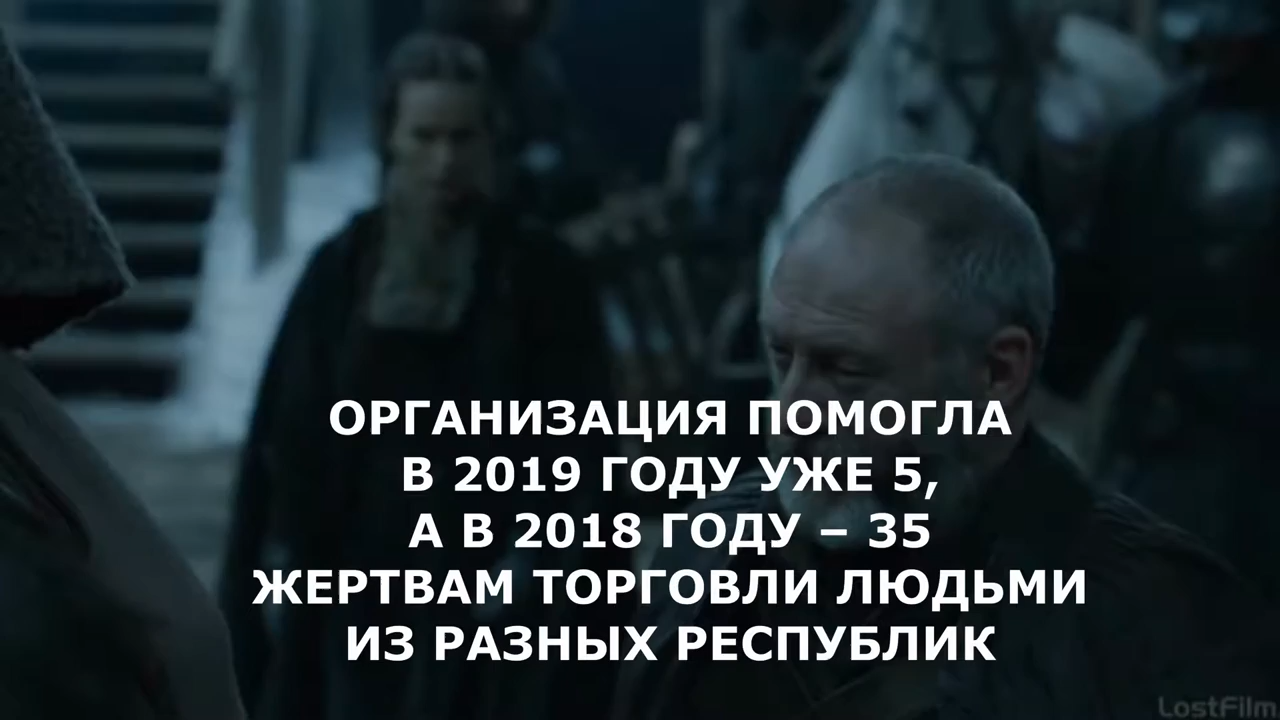 ОРГАНИЗАЦИЯ ПОМОГЛА
В 2019 ГОДУ УЖЕ 5,
А В 2018 ГОДУ – 35
ЖЕРТВАМ ТОРГОВЛИ ЛЮДЬМИ
ИЗ РАЗНЫХ РЕСПУБЛИК
LostFilm